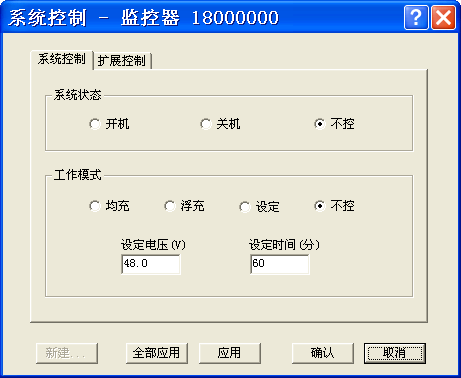 系统控制 - 监控器 18000000
系统控制 扩展控制
系统状态
开机 关机 不控
工作模式
均充 浮充 设定 不控
设定电压(V) 设定时间(分)
48.0 60
新建... 全部应用 应用 确认 取消